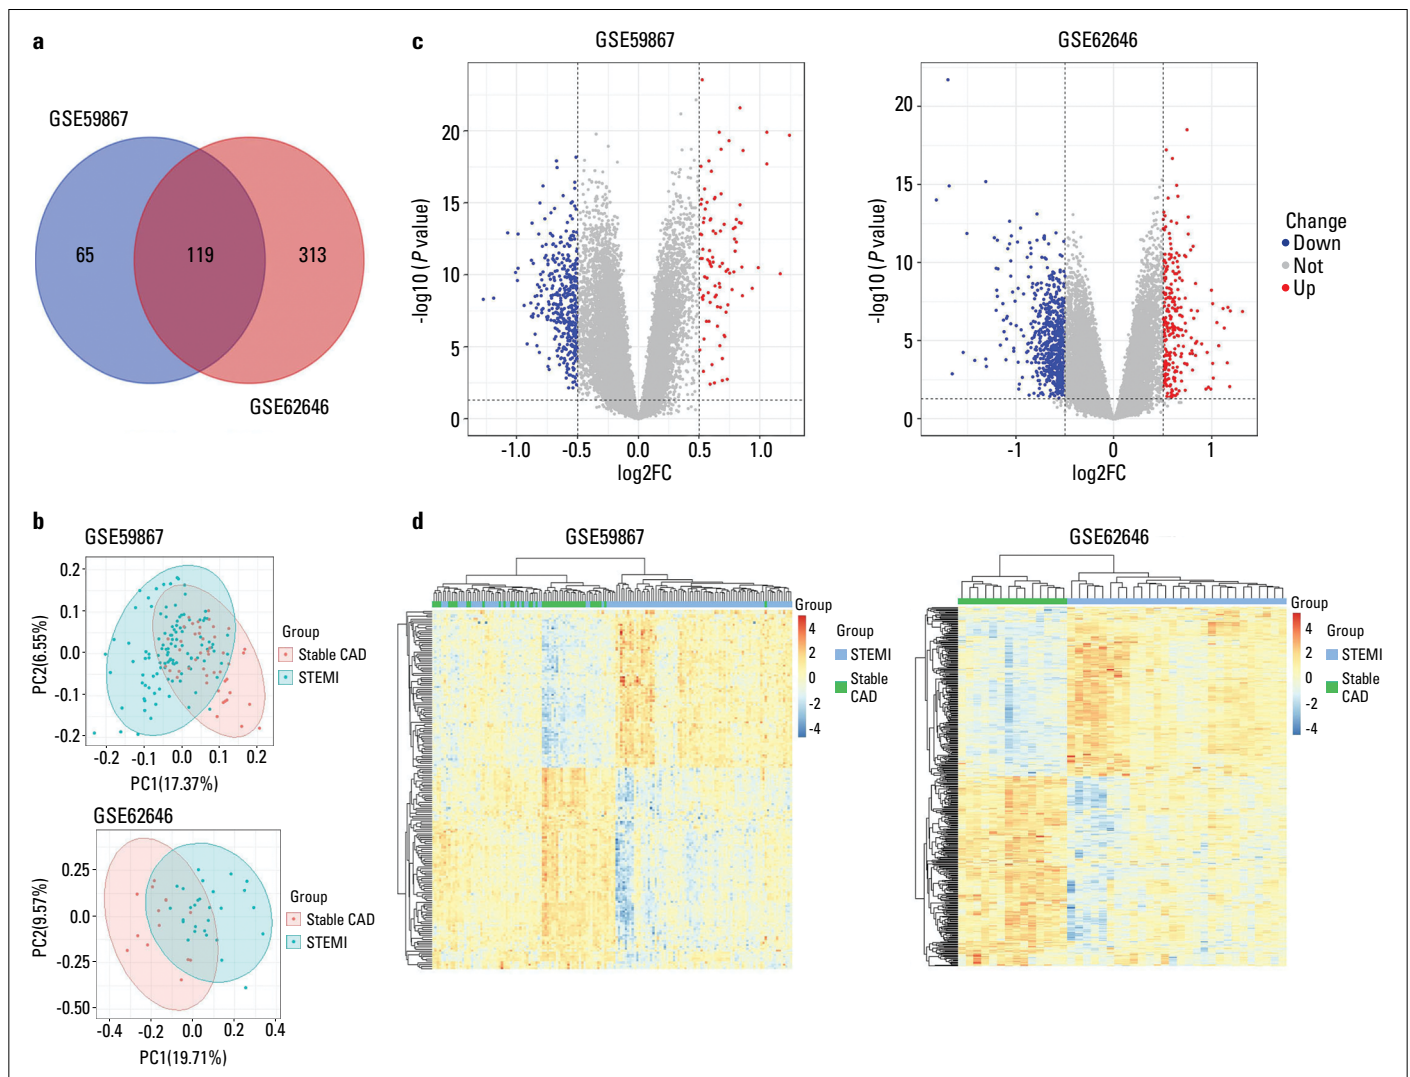 a
GSE59867
65
119
313
GSE62646
c
GSE59867
-log10 (P value)
20
15
10
5
0
-1.0
-0.5
0.0
0.5
1.0
log2FC
GSE62646
-log10 (P value)
20
15
10
5
0
-1
0
1
log2FC
Change
Down
Not
Up
b
GSE59867
PC2(6.55%)
0.2
0.1
0.0
-0.1
-0.2
-0.2
-0.1
0.0
0.1
0.2
PC1(17.37%)
Group
Stable CAD
STEMI
GSE62646
PC2(9.57%)
0.25
0.0
-0.25
-0.50
-0.4
-0.2
0.0
0.2
0.4
PC1(19.71%)
Group
Stable CAD
STEMI
d
GSE59867
Group
4
2
0
-2
-4
Group
STEMI
Stable
CAD
GSE62646
Group
4
2
0
-2
-4
Group
STEMI
Stable
CAD